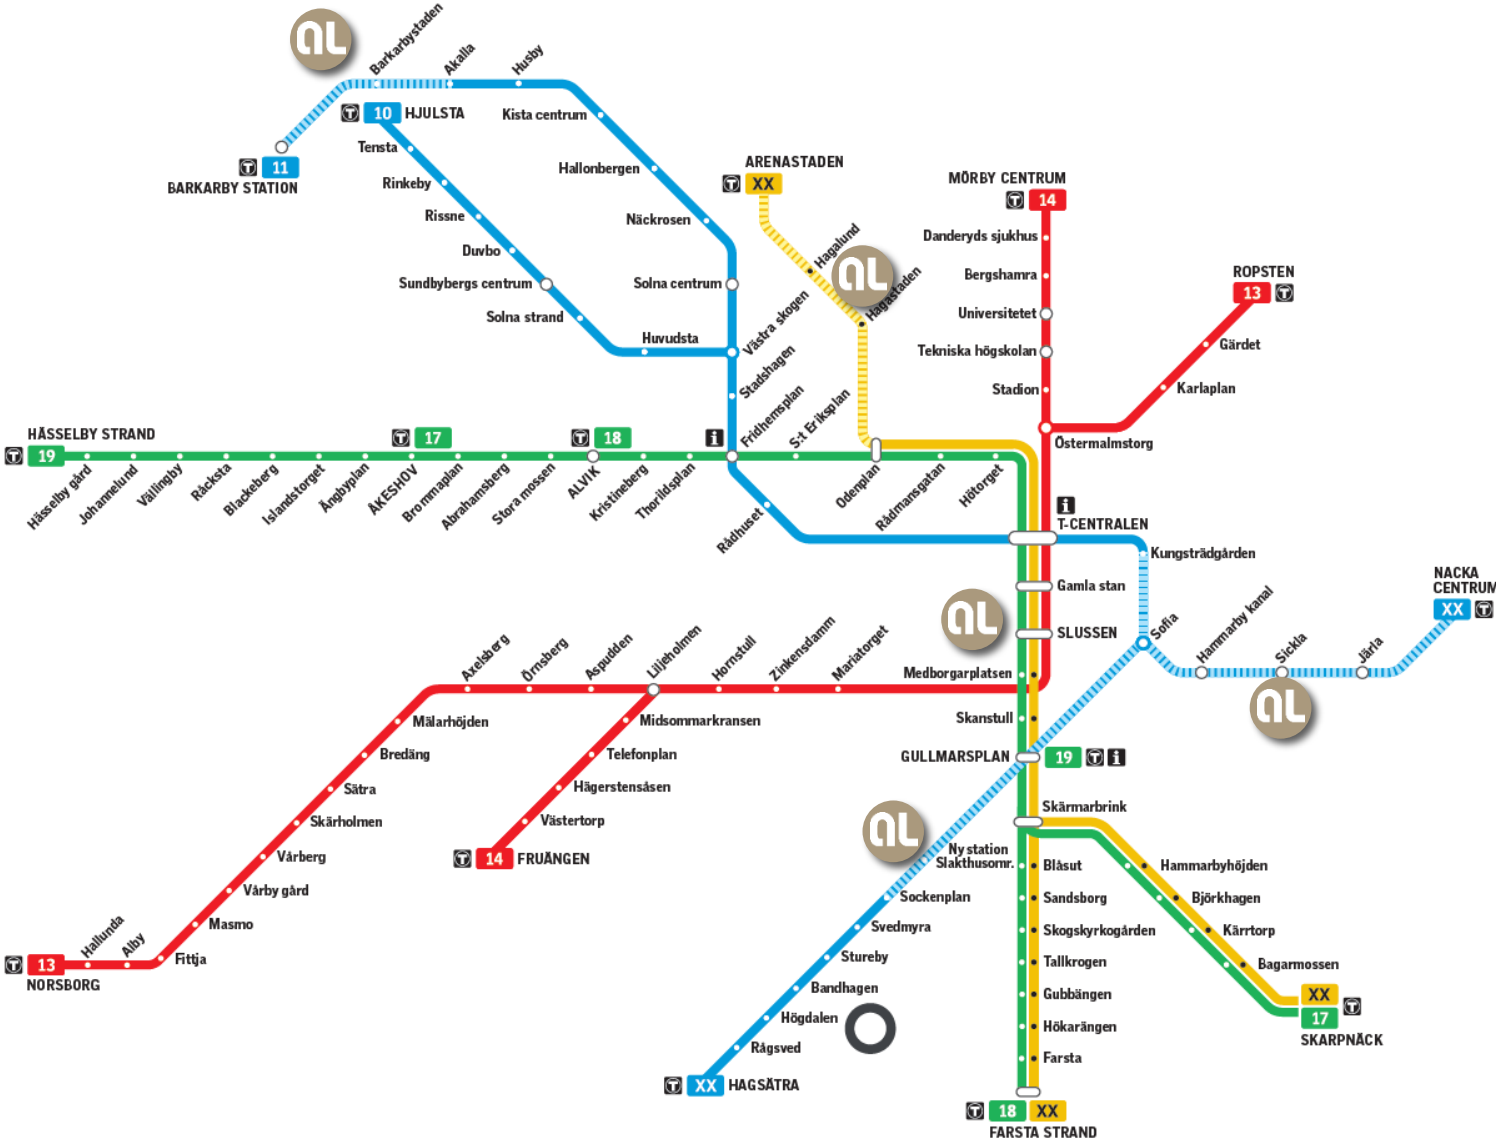 Barkarbystaden
Akalla
Husby
10 HJULSTA
Kista centrum
Tensta
11
BARKARBY STATION
Hallonbergen
Rinkeby
Rissne
Näckrosen
Duvbo
Sundbybergs centrum
Solna centrum
Solna strand
Huvudsta
Västra skogen
Stadshagen
Fridhemsplan
S:t Eriksplan
ARENASTADEN
XX
Hagalund
Hagastaden
MÖRBY CENTRUM
14
Danderyds sjukhus
Bergshamra
Universitetet
Tekniska högskolan
Stadion
ROPSTEN
13
Gärdet
Karlaplan
Östermalmstorg
HÄSSELBY STRAND
19
17
18
i
Hässelby gård
Johannelund
Vällingby
Råcksta
Blackeberg
Islandstorget
Ängbyplan
ÅKESHOV
Brommaplan
Abrahamsberg
Stora mossen
ALVIK
Kristineberg
Thorildsplan
Rådhuset
Odenplan
Rådmansgatan
Hötorget
i
T-CENTRALEN
Kungsträdgården
Gamla stan
SLUSSEN
Sofia
Hammarby kanal
Sickla
Järla
NACKA
CENTRUM
XX
Axelsberg
Örnsberg
Aspudden
Liljeholmen
Hornstull
Zinkensdamm
Mariatorget
Medborgarplatsen
Skanstull
GULLMARSPLAN
19
i
Mälarhöjden
Bredäng
Sätra
Skärholmen
Vårberg
Vårby gård
Masmo
Fittja
Alby
Hallunda
13
NORSBORG
Midsommarkransen
Telefonplan
Hägerstensåsen
Västertorp
14 FRUÄNGEN
Skärmarbrink
Ny station
Slakthusomr.
Blåsut
Sandsborg
Skogskyrkogården
Tallkrogen
Gubbängen
Hökarängen
Farsta
18 XX
FARSTA STRAND
Hammarbyhöjden
Björkhagen
Kärrtorp
Bagarmossen
XX
17
SKARPNÄCK
Sockenplan
Svedmyra
Stureby
Bandhagen
Högdalen
Rågsved
XX HAGSÄTRA